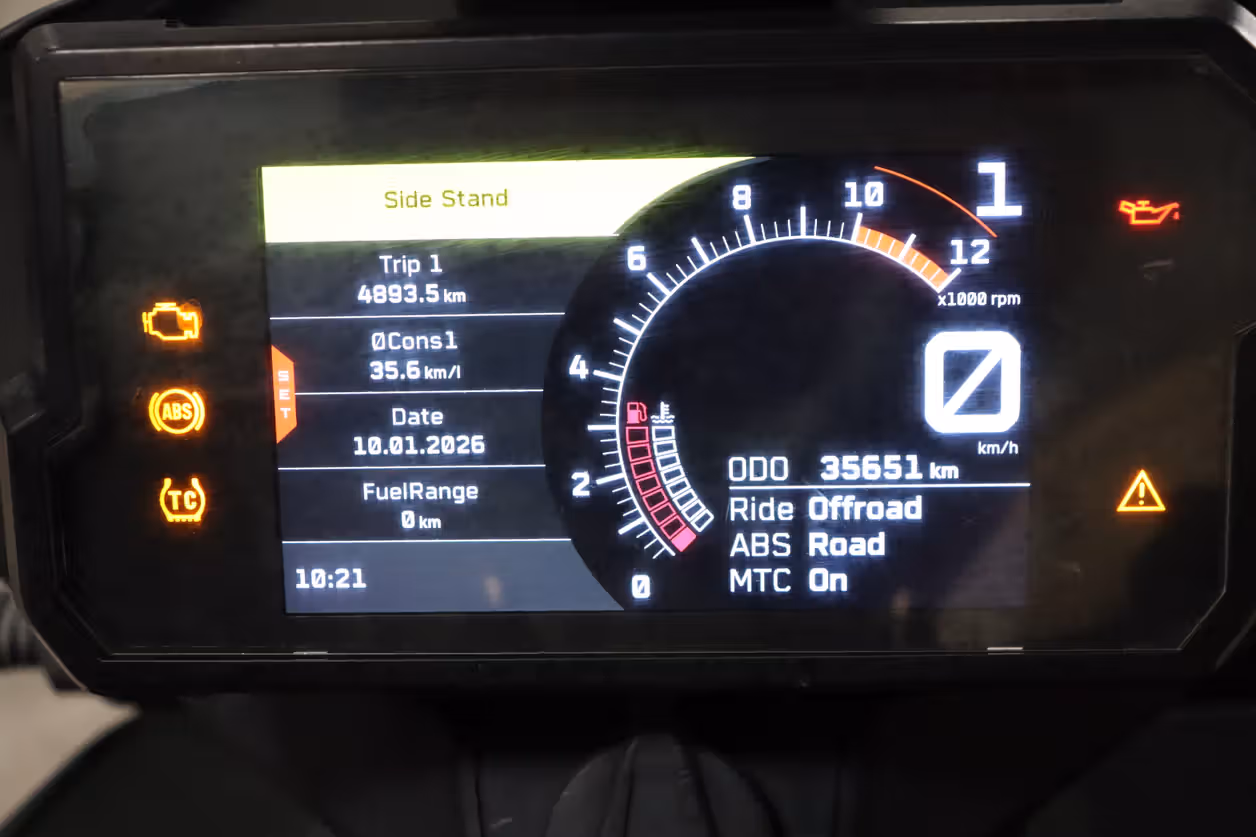 Side Stand
Trip 1
4893.5 km
ØCons1
35.6 km/l
Date
10.01.2026
FuelRange
0 km
10:21
SET
ABS
TC
0
2
4
6
8
10
12
x1000 rpm
1
0
km/h
ODO 35651 km
Ride Offroad
ABS Road
MTC On